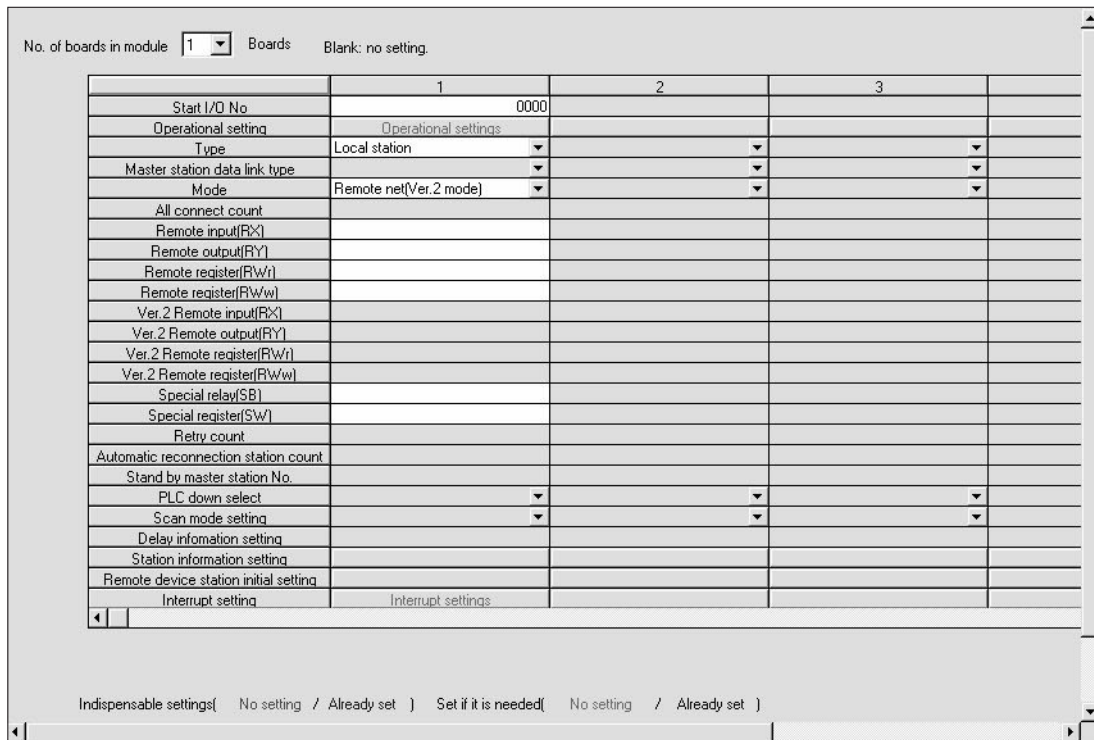 No. of boards in module 1 Boards Blank: no setting.
1 2 3
Start I/O No 0000
Operational setting Operational settings
Type Local station
Master station data link type
Mode Remote net(Ver.2 mode)
All connect count
Remote input(RX)
Remote output(RY)
Remote register(RWr)
Remote register(RWw)
Ver.2 Remote input(RX)
Ver.2 Remote output(RY)
Ver.2 Remote register(RWr)
Ver.2 Remote register(RWw)
Special relay(SB)
Special register(SW)
Retry count
Automatic reconnection station count
Stand by master station No.
PLC down select
Scan mode setting
Delay infomation setting
Station information setting
Remote device station initial setting
Interrupt setting Interrupt settings
Indispensable settings( No setting / Already set ) Set if it is needed( No setting / Already set )